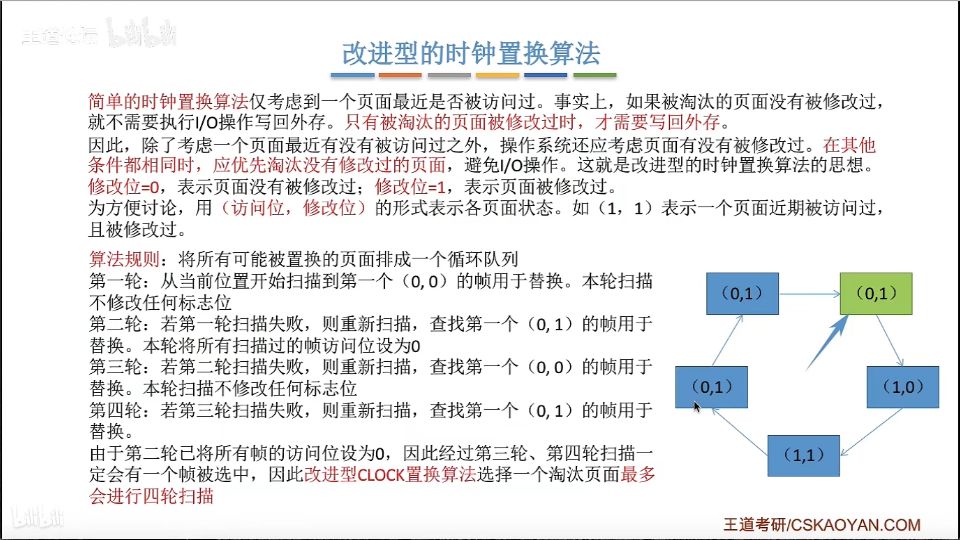 王道考研 bilibili
改进型的时钟置换算法
简单的时钟置换算法仅考虑到一个页面最近是否被访问过。事实上，如果被淘汰的页面没有被修改过，
就不需要执行I/O操作写回外存。只有被淘汰的页面被修改过时，才需要写回外存。
因此，除了考虑一个页面最近有没有被访问过之外，操作系统还应考虑页面有没有被修改过。在其他
条件都相同时，应优先淘汰没有修改过的页面，避免I/O操作。这就是改进型的时钟置换算法的思想。
修改位=0，表示页面没有被修改过；修改位=1，表示页面被修改过。
为方便讨论，用（访问位，修改位）的形式表示各页面状态。如（1，1）表示一个页面近期被访问过，
且被修改过。
算法规则：将所有可能被置换的页面排成一个循环队列
第一轮：从当前位置开始扫描到第一个（0, 0）的帧用于替换。本轮扫描
不修改任何标志位
第二轮：若第一轮扫描失败，则重新扫描，查找第一个（0, 1）的帧用于
替换。本轮将所有扫描过的帧访问位设为0
第三轮：若第二轮扫描失败，则重新扫描，查找第一个（0, 0）的帧用于
替换。本轮扫描不修改任何标志位
第四轮：若第三轮扫描失败，则重新扫描，查找第一个（0, 1）的帧用于
替换。
由于第二轮已将所有帧的访问位设为0，因此经过第三轮、第四轮扫描一
定会有一个帧被选中，因此改进型CLOCK置换算法选择一个淘汰页面最多
会进行四轮扫描
（0,1）
（0,1）
（0,1）
（1,0）
（1,1）
bilibili
王道考研/CSKAOYAN.COM